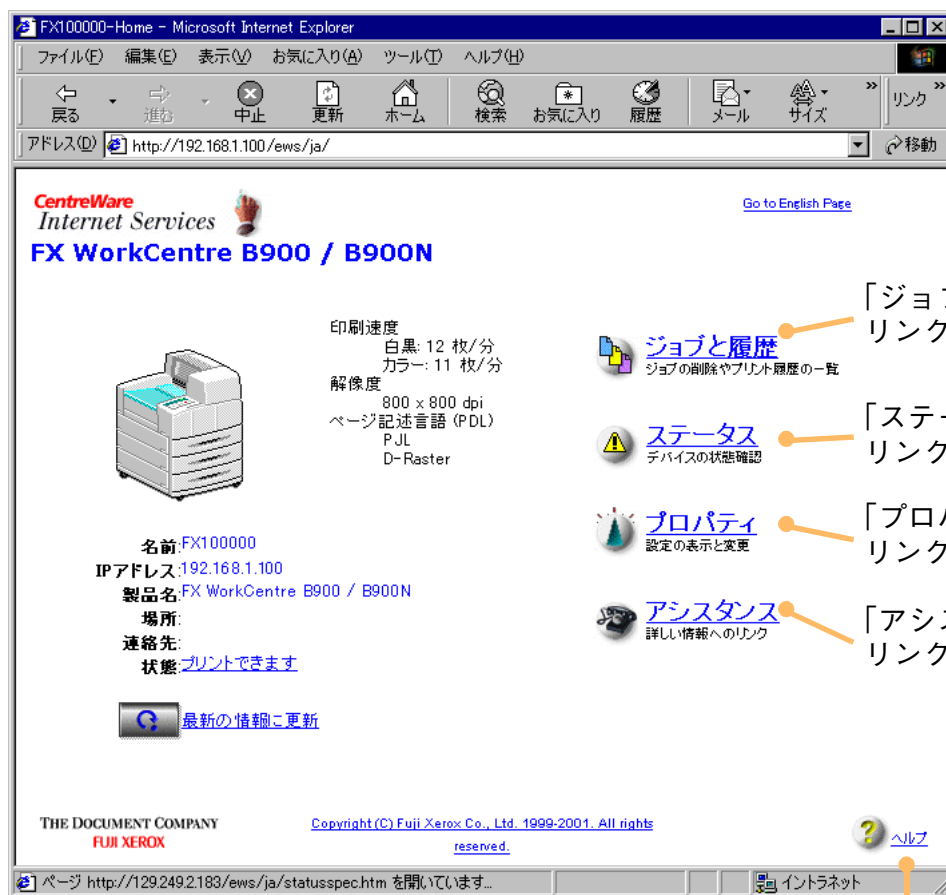 FX100000-Home - Microsoft Internet Explorer
ファイル(F) 編集(E) 表示(V) お気に入り(A) ツール(T) ヘルプ(H)
戻る 進む 中止 更新 ホーム 検索 お気に入り 履歴 メール サイズ » リンク »
アドレス(D) http://192.168.1.100/ews/ja/ 移動
CentreWare
Internet Services
Go to English Page
FX WorkCentre B900 / B900N
印刷速度
白黒: 12 枚/分
カラー: 11 枚/分
解像度
800 x 800 dpi
ページ記述言語 (PDL)
PJL
D-Raster
ジョブと履歴
ジョブの削除やプリント履歴の一覧
「ジョ
リンク
ステータス
デバイスの状態確認
「ステー
リンク
プロパティ
設定の表示と変更
「プロ
リンク
アシスタンス
詳しい情報へのリンク
「アシ
リンク
名前:FX100000
IPアドレス:192.168.1.100
製品名:FX WorkCentre B900 / B900N
場所:
連絡先:
状態:プリントできます
最新の情報に更新
THE DOCUMENT COMPANY
FUJI XEROX
Copyright (C) Fuji Xerox Co., Ltd. 1999-2001. All rights
reserved.
ヘルプ
ページ http://129.249.2.183/ews/ja/statusspec.htm を開いています... イントラネット